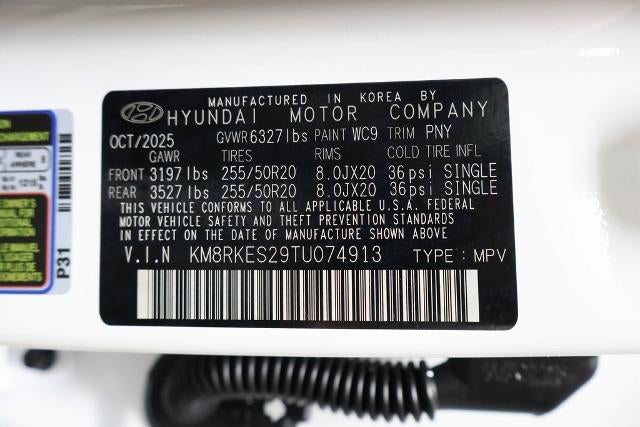 MANUFACTURED IN KOREA BY
HYUNDAI MOTOR COMPANY
OCT/2025 GVWR 6327lbs PAINT WC9 TRIM PNY
GAWR TIRES RIMS COLD TIRE INFL
FRONT 3197lbs 255/50R20 8.0JX20 36psi SINGLE
REAR 3527lbs 255/50R20 8.0JX20 36psi SINGLE
THIS VEHICLE CONFORMS TO ALL APPLICABLE U.S.A. FEDERAL
MOTOR VEHICLE SAFETY AND THEFT PREVENTION STANDARDS
IN EFFECT ON THE DATE OF MANUFACTURE SHOWN ABOVE
V.I.N KM8RKES29TU074913 TYPE : MPV
P31